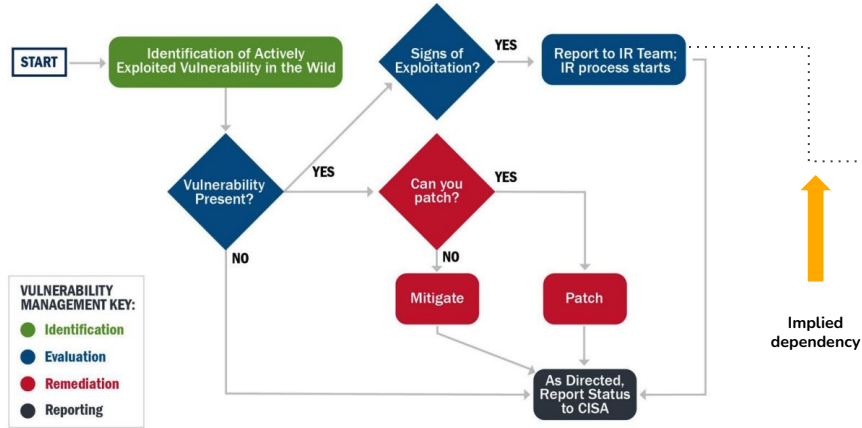 START
Identification of Actively
Exploited Vulnerability in the Wild
Signs of
Exploitation?
YES
Report to IR Team;
IR process starts
Vulnerability
Present?
YES
Can you
patch?
YES
NO
NO
Mitigate
Patch
As Directed,
Report Status
to CISA
VULNERABILITY
MANAGEMENT KEY:
Identification
Evaluation
Remediation
Reporting
Implied
dependency